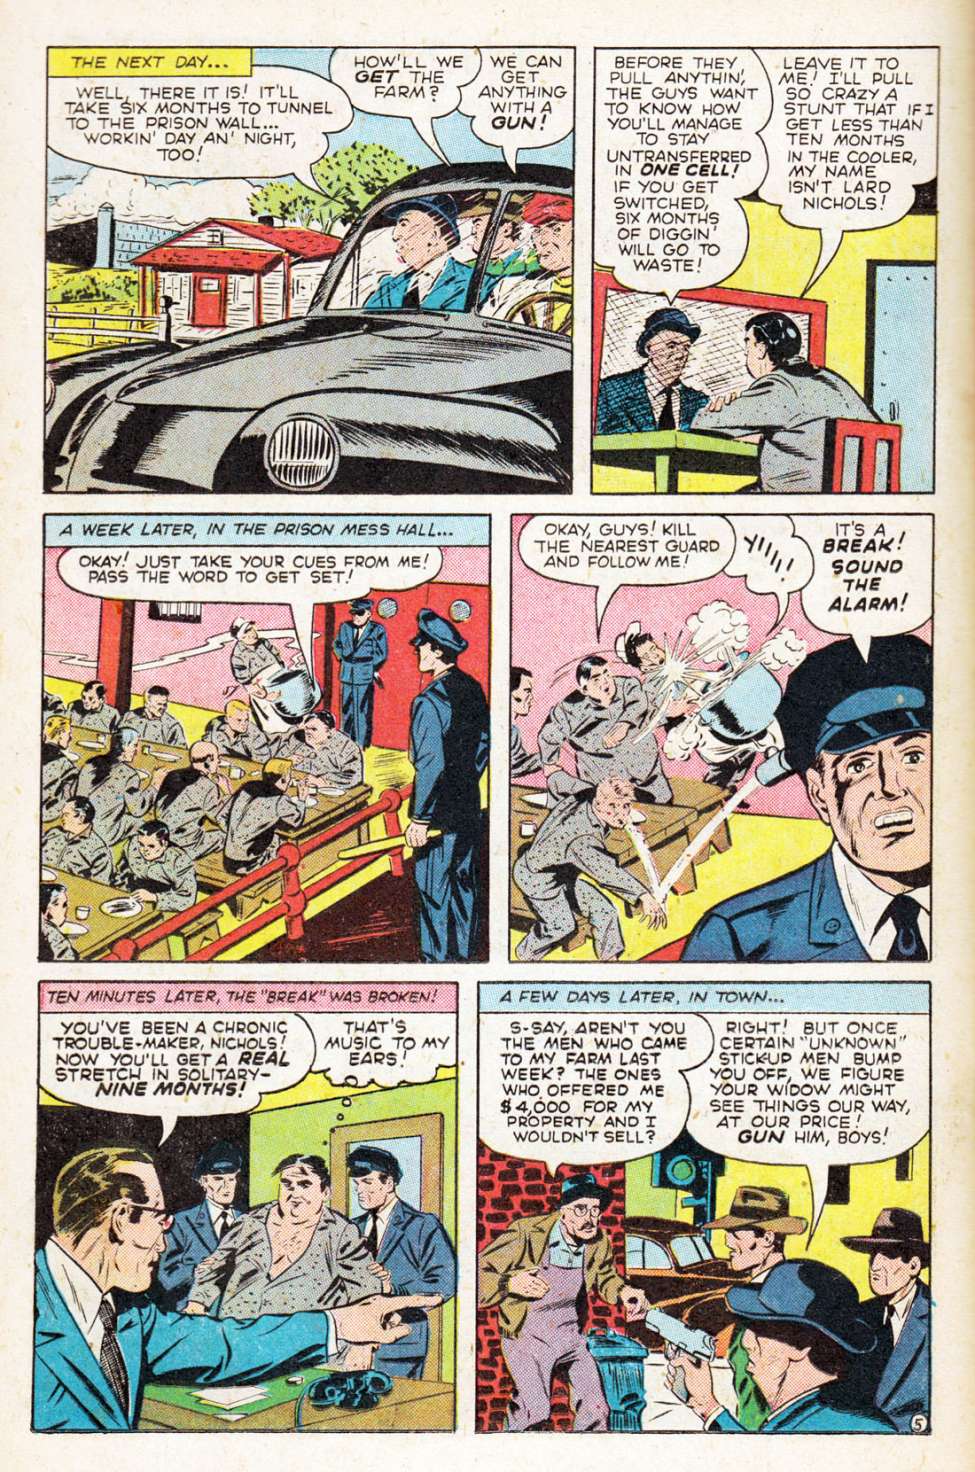 THE NEXT DAY...
WELL, THERE IT IS! IT'LL
TAKE SIX MONTHS TO TUNNEL
TO THE PRISON WALL...
WORKIN' DAY AN' NIGHT,
TOO!
HOW'LL WE
GET THE
FARM?
WE CAN
GET
ANYTHING
WITH A
GUN!
BEFORE THEY
PULL ANYTHIN',
THE GUYS WANT
TO KNOW HOW
YOU'LL MANAGE
TO STAY
UNTRANSFERRED
IN ONE CELL!
IF YOU GET
SWITCHED,
SIX MONTHS
OF DIGGIN'
WILL GO TO
WASTE!
LEAVE IT TO
ME! I'LL PULL
SO CRAZY A
STUNT THAT IF I
GET LESS THAN
TEN MONTHS
IN THE COOLER,
MY NAME
ISN'T LARD
NICHOLS!
A WEEK LATER, IN THE PRISON MESS HALL...
OKAY! JUST TAKE YOUR CUES FROM ME!
PASS THE WORD TO GET SET!
OKAY, GUYS! KILL
THE NEAREST GUARD
AND FOLLOW ME!
YIIIII!
IT'S A
BREAK!
SOUND
THE
ALARM!
TEN MINUTES LATER, THE "BREAK" WAS BROKEN!
YOU'VE BEEN A CHRONIC
TROUBLE-MAKER, NICHOLS!
NOW YOU'LL GET A REAL
STRETCH IN SOLITARY-
NINE MONTHS!
THAT'S
MUSIC TO MY
EARS!
A FEW DAYS LATER, IN TOWN...
S-SAY, AREN'T YOU
THE MEN WHO CAME
TO MY FARM LAST
WEEK? THE ONES
WHO OFFERED ME
$4,000 FOR MY
PROPERTY AND I
WOULDN'T SELL?
RIGHT! BUT ONCE
CERTAIN "UNKNOWN"
STICK-UP MEN BUMP
YOU OFF, WE FIGURE
YOUR WIDOW MIGHT
SEE THINGS OUR WAY,
AT OUR PRICE!
GUN HIM, BOYS!
5